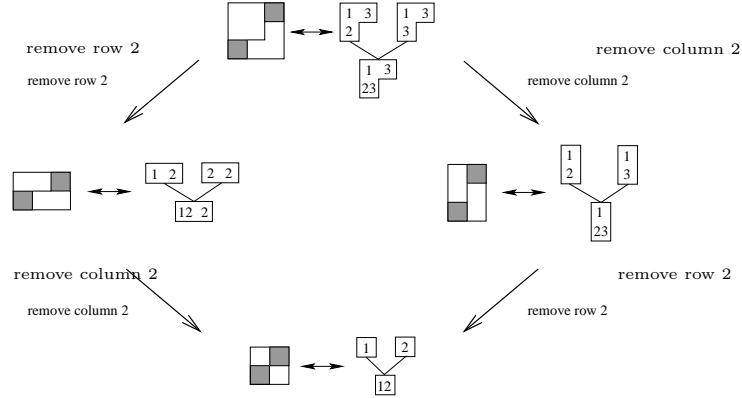 1 3 1 3
2 3
remove row 2 remove column 2
1 3
remove row 2 remove column 2
23
1 1
1 2 2 2
2 3
12 2 1
23
remove column 2 remove row 2
remove column 2 remove row 2
1 2
12